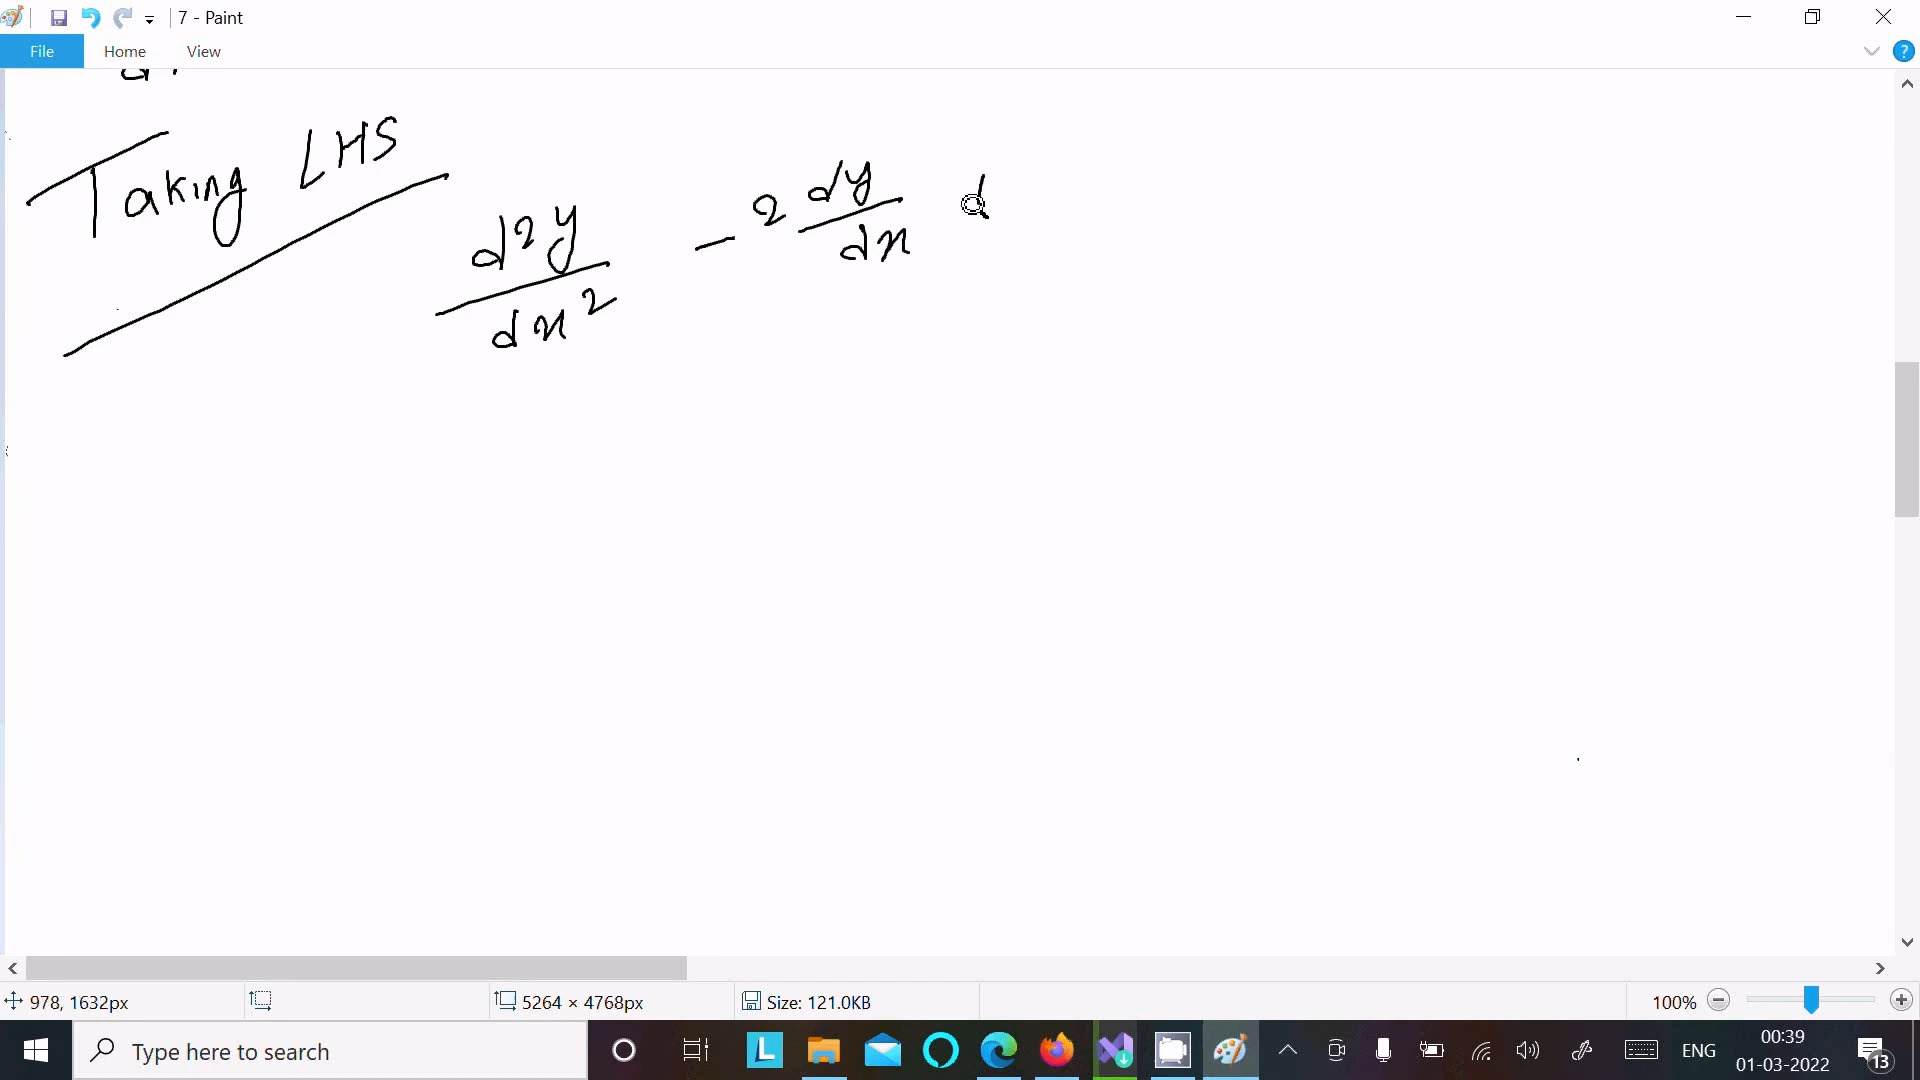 7 - Paint
File Home View
Taking LHS
d²y/dx² - 2 dy/dx d
978, 1632px 5264 × 4768px Size: 121.0KB 100%
Type here to search ENG 00:39
01-03-2022 13